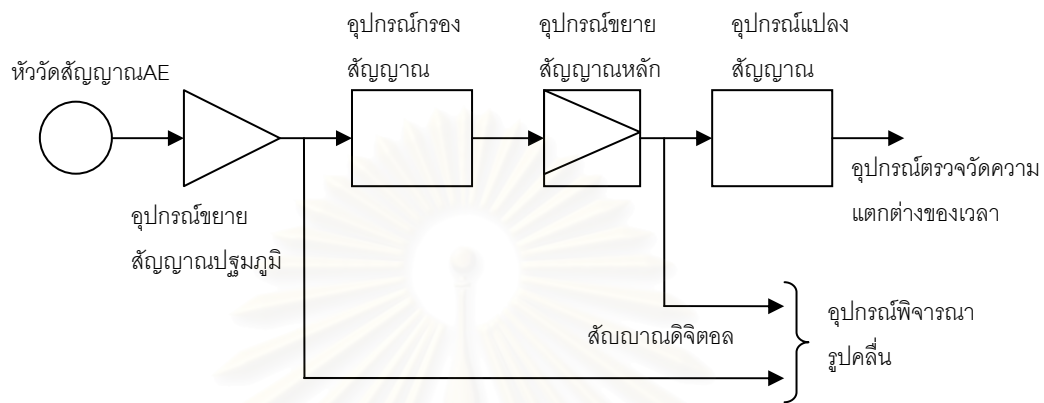 หัววัดสัญญาณAE
อุปกรณ์กรอง
สัญญาณ
อุปกรณ์ขยาย
สัญญาณหลัก
อุปกรณ์แปลง
สัญญาณ
อุปกรณ์ขยาย
สัญญาณปฐมภูมิ
อุปกรณ์ตรวจวัดความ
แตกต่างของเวลา
สัญญาณดิจิตอล
อุปกรณ์พิจารณา
รูปคลื่น